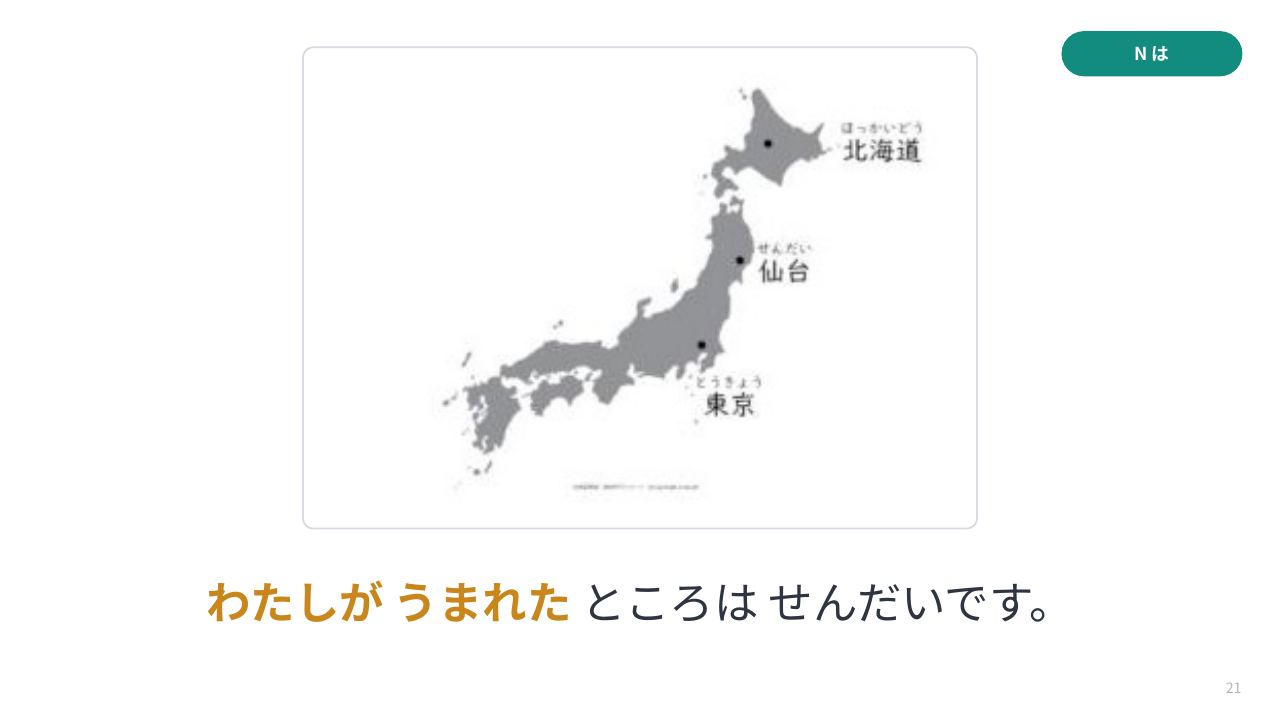 N は
ほっかいどう
北海道
せんだい
仙台
とうきょう
東京
わたしが うまれた ところは せんだいです。
21